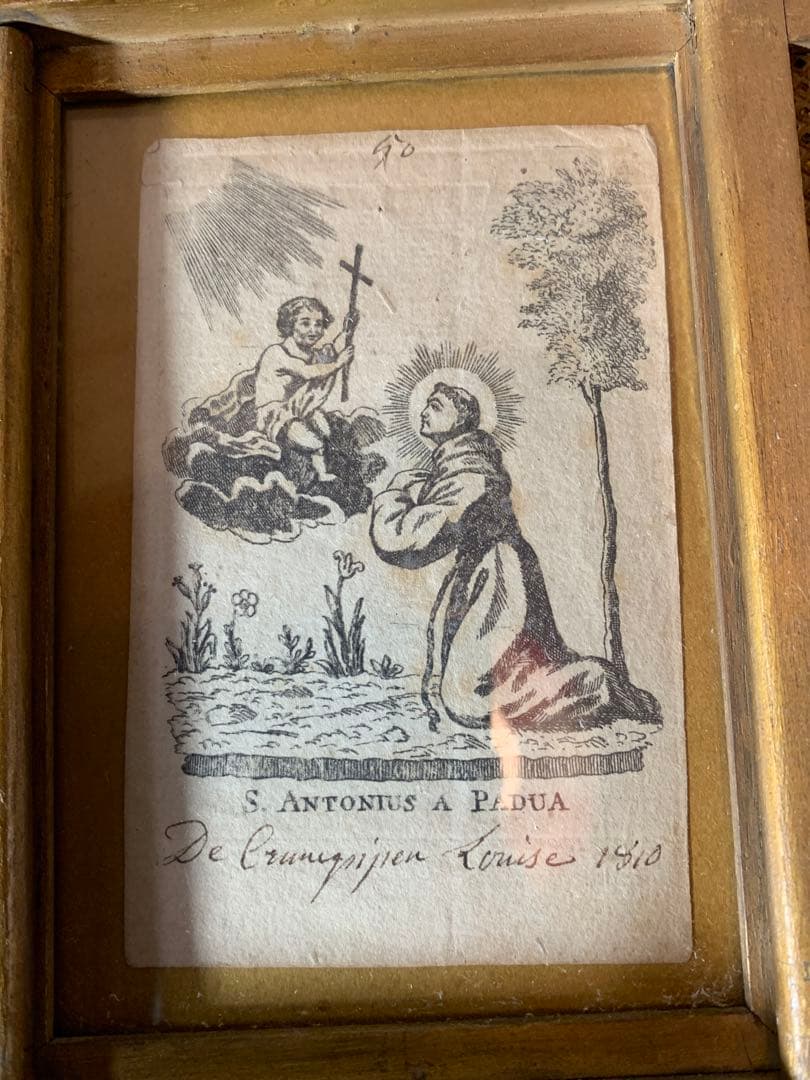 50
S. ANTONIUS A PADUA
De Crumpipen Louise 1810